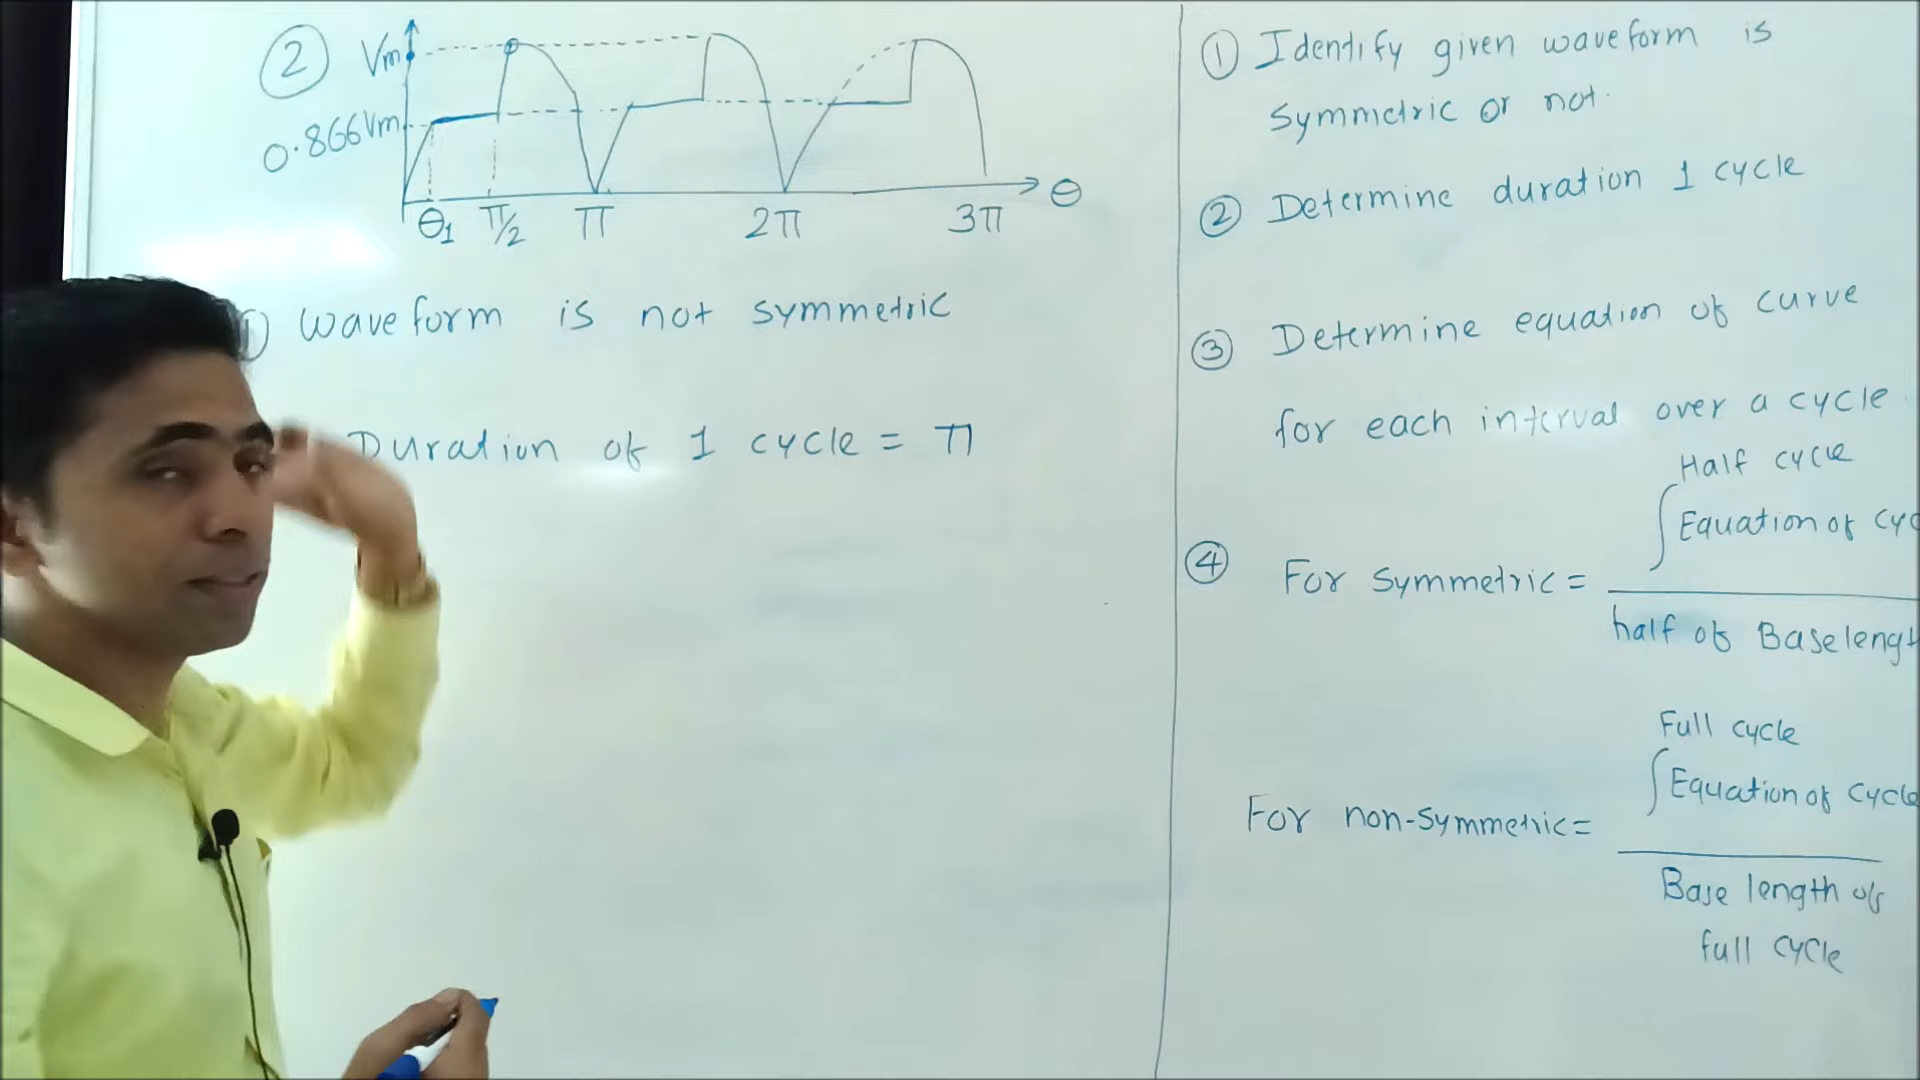 2
Vm
0.866Vm
θ
θ1 π/2 π 2π 3π
1) Waveform is not symmetric
Duration of 1 cycle = π
① Identify given waveform is
Symmetric or not.
② Determine duration 1 cycle
③ Determine equation of curve
for each interval over a cycle
④ For Symmetric =
Half cycle
∫ Equation of cyc
half of Baselengt
For non-Symmetric =
Full cycle
∫ Equation of cycle
Base length of
full cycle